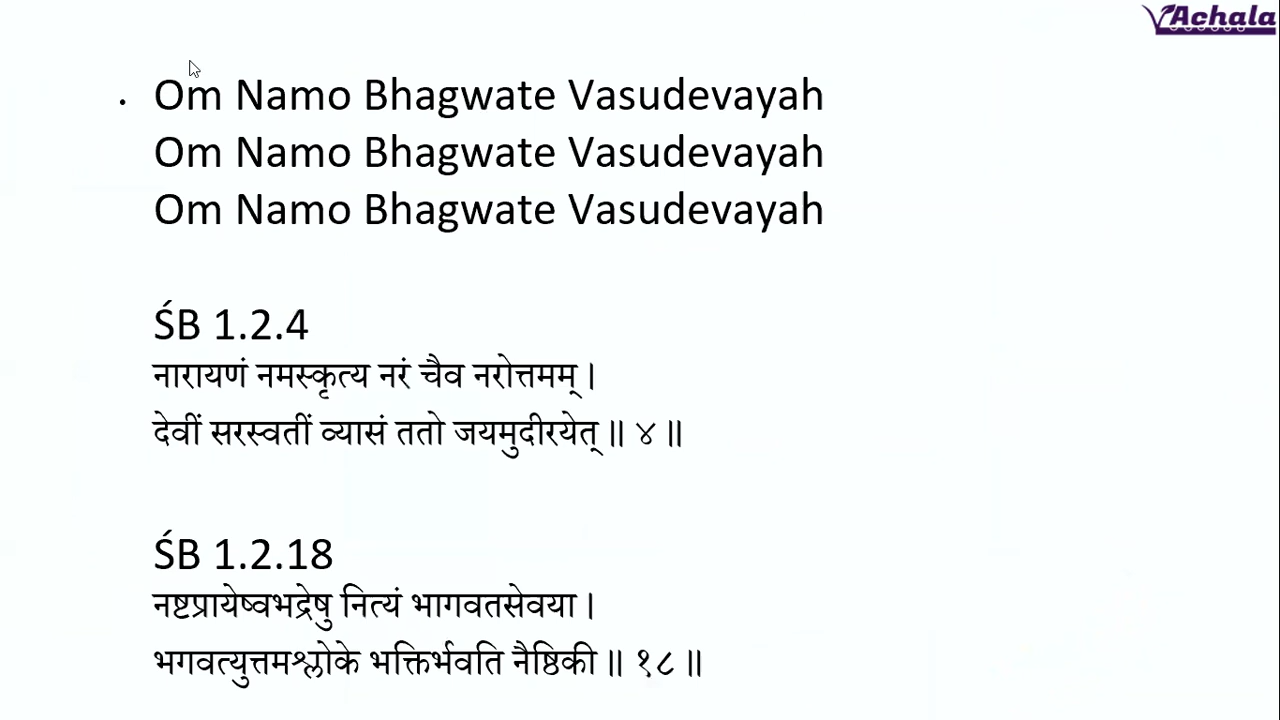 Achala
• Om Namo Bhagwate Vasudevayah
Om Namo Bhagwate Vasudevayah
Om Namo Bhagwate Vasudevayah
ŚB 1.2.4
नारायणं नमस्कृत्य नरं चैव नरोत्तमम् ।
देवीं सरस्वतीं व्यासं ततो जयमुदीरयेत् ॥ ४ ॥
ŚB 1.2.18
नष्टप्रायेष्वभद्रेषु नित्यं भागवतसेवया ।
भगवत्युत्तमश्लोके भक्तिर्भवति नैष्ठिकी ॥ १८ ॥